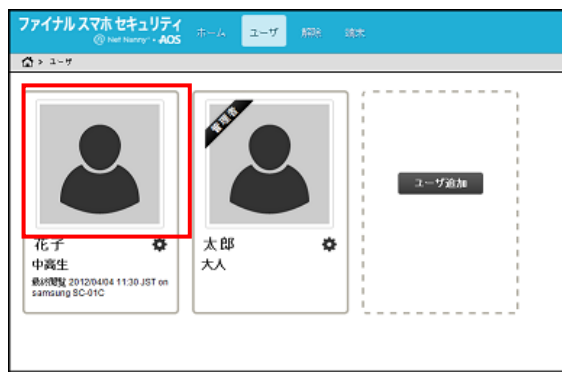 ファイナル スマホ セキュリティ
Net Nanny・AOS
ホーム
ユーザ
解除
端末
> ユーザ
管理者
ユーザ追加
花子
中高生
最終閲覧 2012/04/04 11:30 JST on
samsung SC-01C
太郎
大人